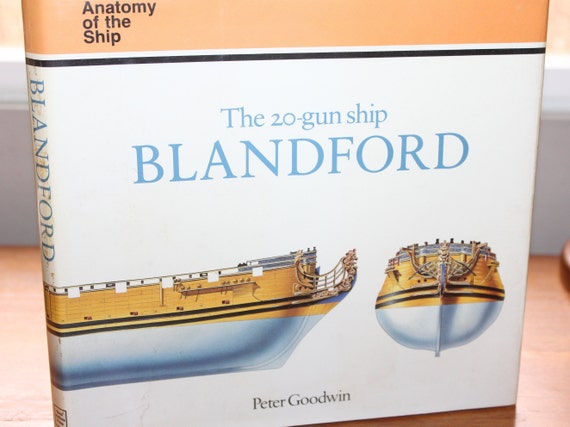 Anatomy
of the
Ship
The 20-gun ship
BLANDFORD
Peter Goodwin
BLANDFORD